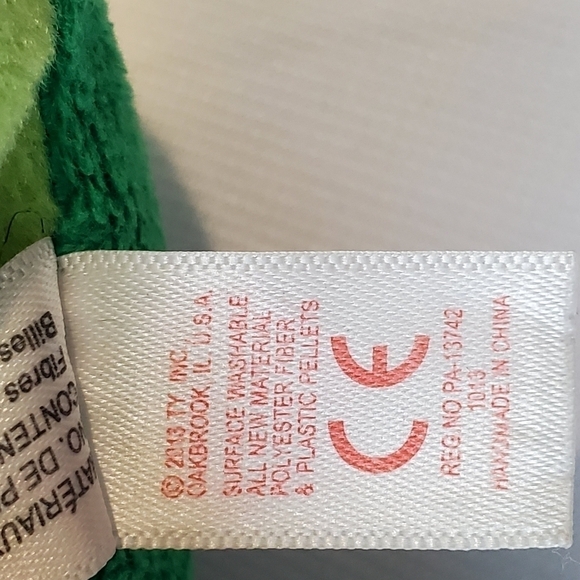 © 2013 TY INC.
OAKBROOK, IL. U.S.A.
SURFACE WASHABLE
ALL NEW MATERIAL
POLYESTER FIBER
& PLASTIC PELLETS
CE
REG NO PA-13742
1013
HANDMADE IN CHINA
MATÉRIAU
NO. DE P
CONTEN
Fibres
Billes